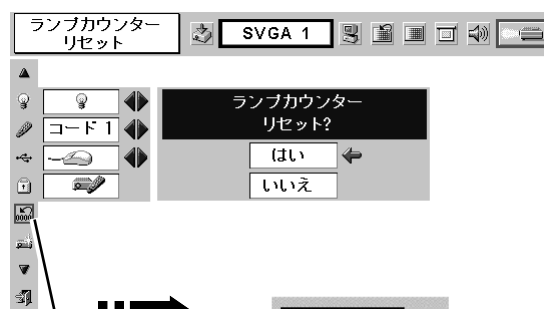 ランプカウンター
リセット
SVGA 1
ランプカウンター
リセット?
コード 1
はい
いいえ
0000